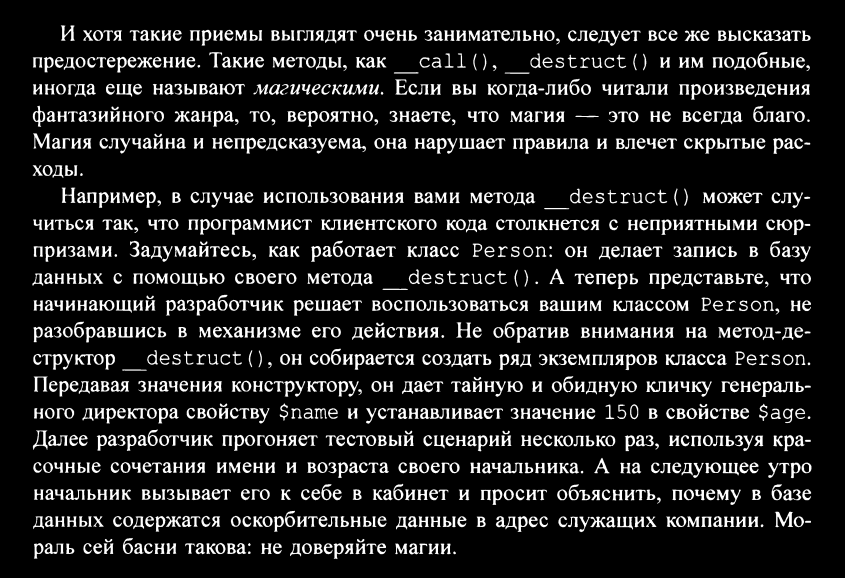 И хотя такие приемы выглядят очень занимательно, следует все же высказать
предостережение. Такие методы, как __call(), __destruct() и им подобные,
иногда еще называют магическими. Если вы когда-либо читали произведения
фантазийного жанра, то, вероятно, знаете, что магия — это не всегда благо.
Магия случайна и непредсказуема, она нарушает правила и влечет скрытые рас-
ходы.
Например, в случае использования вами метода __destruct() может слу-
читься так, что программист клиентского кода столкнется с неприятными сюр-
призами. Задумайтесь, как работает класс Person: он делает запись в базу
данных с помощью своего метода __destruct(). А теперь представьте, что
начинающий разработчик решает воспользоваться вашим классом Person, не
разобравшись в механизме его действия. Не обратив внимания на метод-де-
структор __destruct(), он собирается создать ряд экземпляров класса Person.
Передавая значения конструктору, он дает тайную и обидную кличку генераль-
ного директора свойству $name и устанавливает значение 150 в свойстве $age.
Далее разработчик прогоняет тестовый сценарий несколько раз, используя кра-
сочные сочетания имени и возраста своего начальника. А на следующее утро
начальник вызывает его к себе в кабинет и просит объяснить, почему в базе
данных содержатся оскорбительные данные в адрес служащих компании. Мо-
раль сей басни такова: не доверяйте магии.